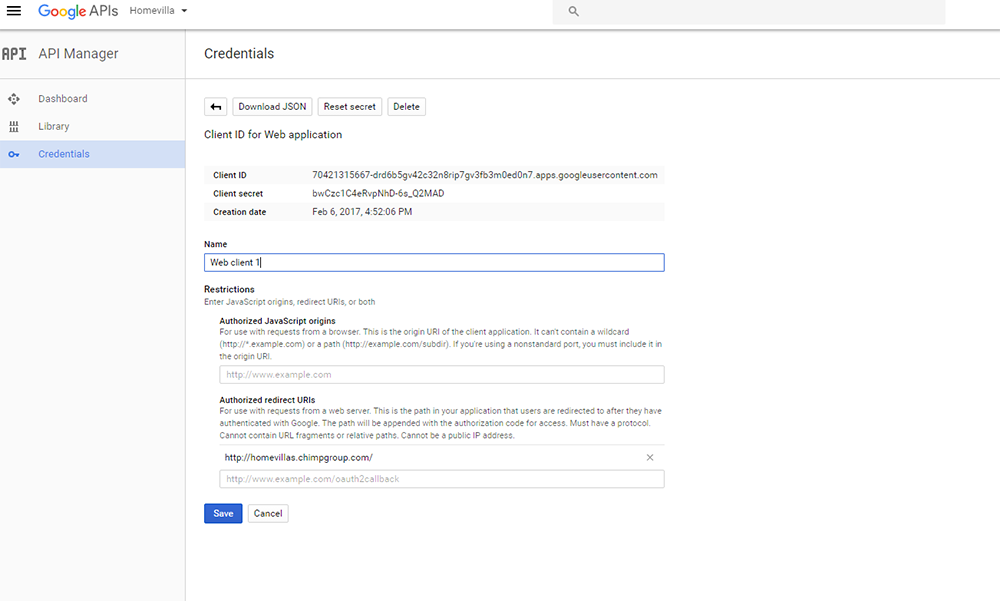 Google APIs Homevilla
API API Manager
Credentials
Dashboard
Library
Credentials
Download JSON Reset secret Delete
Client ID for Web application
Client ID 70421315667-drd6b5gv42c32n8rip7gv3fb3m0ed0n7.apps.googleusercontent.com
Client secret bwCzc1C4eRvpNhD-6s_Q2MAD
Creation date Feb 6, 2017, 4:52:06 PM
Name
Web client 1
Restrictions
Enter JavaScript origins, redirect URIs, or both
Authorized JavaScript origins
For use with requests from a browser. This is the origin URI of the client application. It can't contain a wildcard
(http://*.example.com) or a path (http://example.com/subdir). If you're using a nonstandard port, you must include it in
the origin URI.
http://www.example.com
Authorized redirect URIs
For use with requests from a web server. This is the path in your application that users are redirected to after they have
authenticated with Google. The path will be appended with the authorization code for access. Must have a protocol.
Cannot contain URL fragments or relative paths. Cannot be a public IP address.
http://homevillas.chimpgroup.com/
http://www.example.com/oauth2callback
Save Cancel